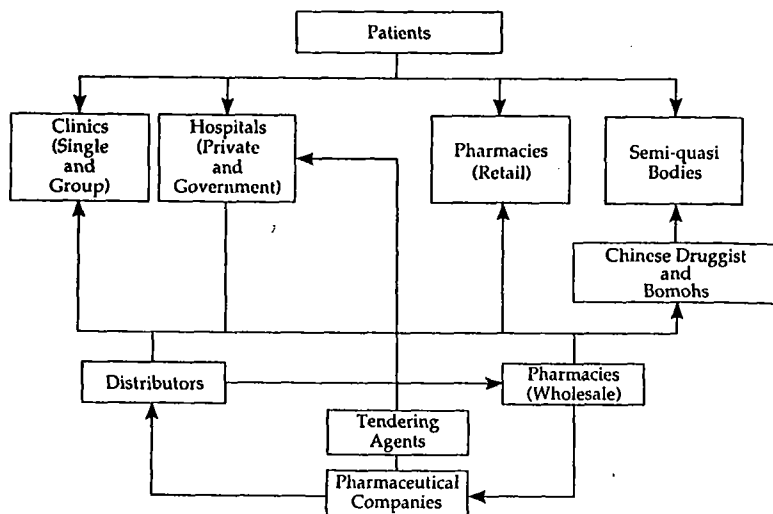 Patients
Clinics
(Single
and
Group)
Hospitals
(Private
and
Government)
Pharmacies
(Retail)
Semi-quasi
Bodies
Chinese Druggist
and
Bomohs
Distributors
Pharmacies
(Wholesale)
Tendering
Agents
Pharmaceutical
Companies